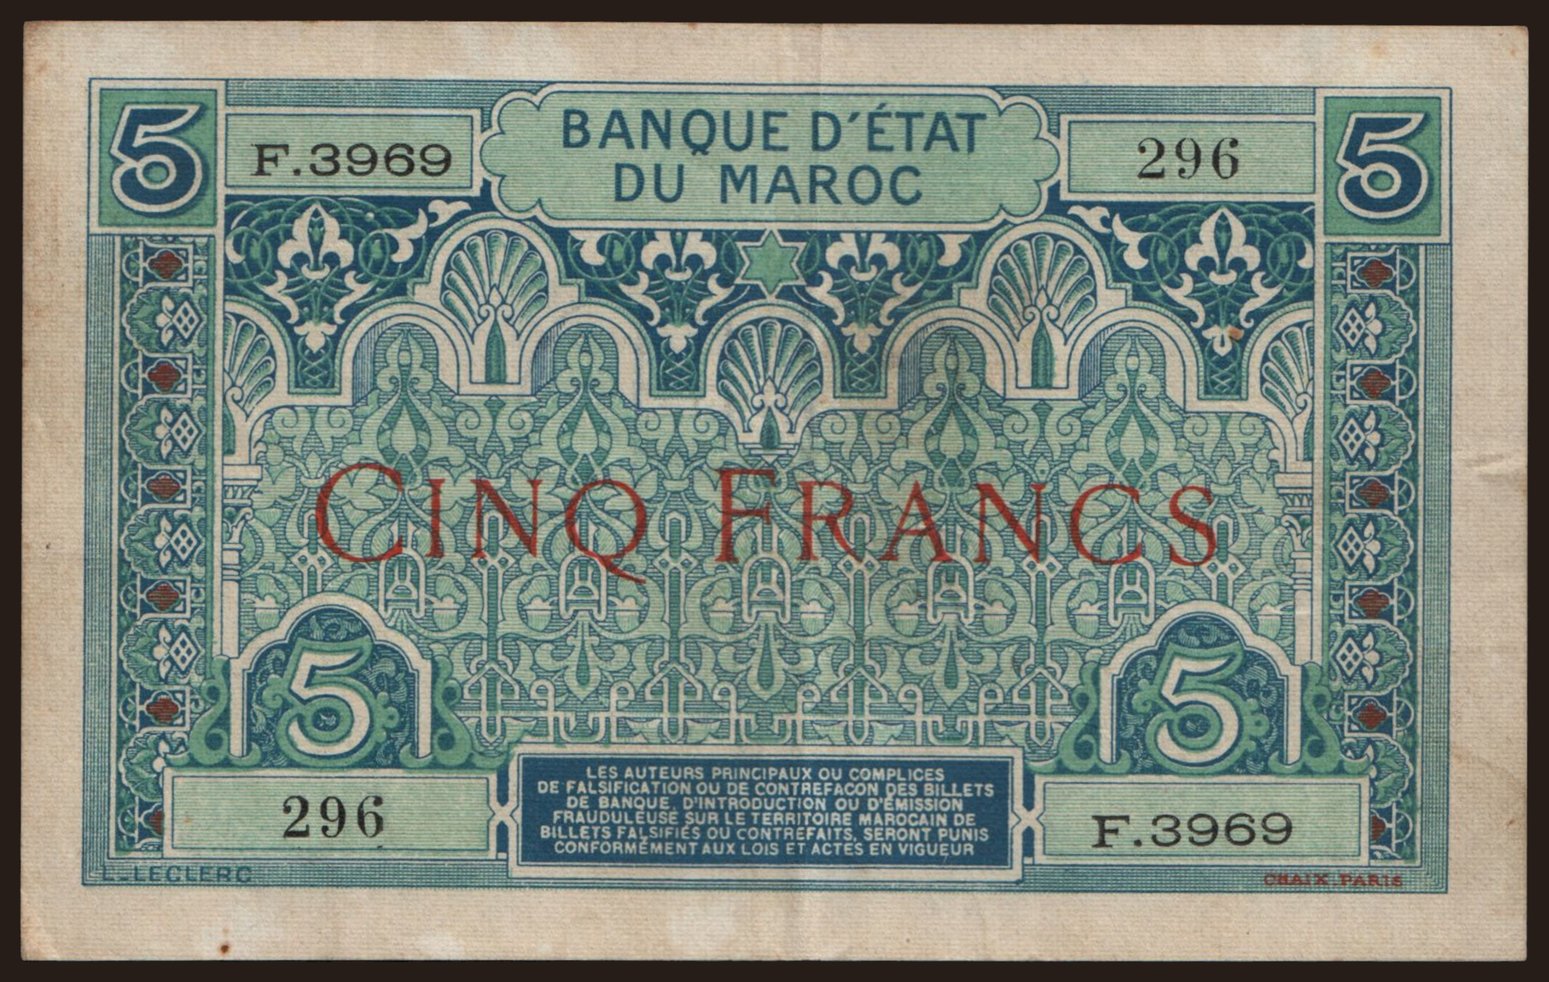 5
F.3969
BANQUE D'ÉTAT
DU MAROC
296
5
CINQ FRANCS
5
5
296
LES AUTEURS PRINCIPAUX OU COMPLICES
DE FALSIFICATION OU DE CONTREFAÇON DES BILLETS
DE BANQUE, D'INTRODUCTION OU D'ÉMISSION
FRAUDULEUSE SUR LE TERRITOIRE MAROCAIN DE
BILLETS FALSIFIÉS OU CONTREFAITS, SERONT PUNIS
CONFORMÉMENT AUX LOIS ET ACTES EN VIGUEUR
F.3969
L-LECLERC
CHAIX.PARIS